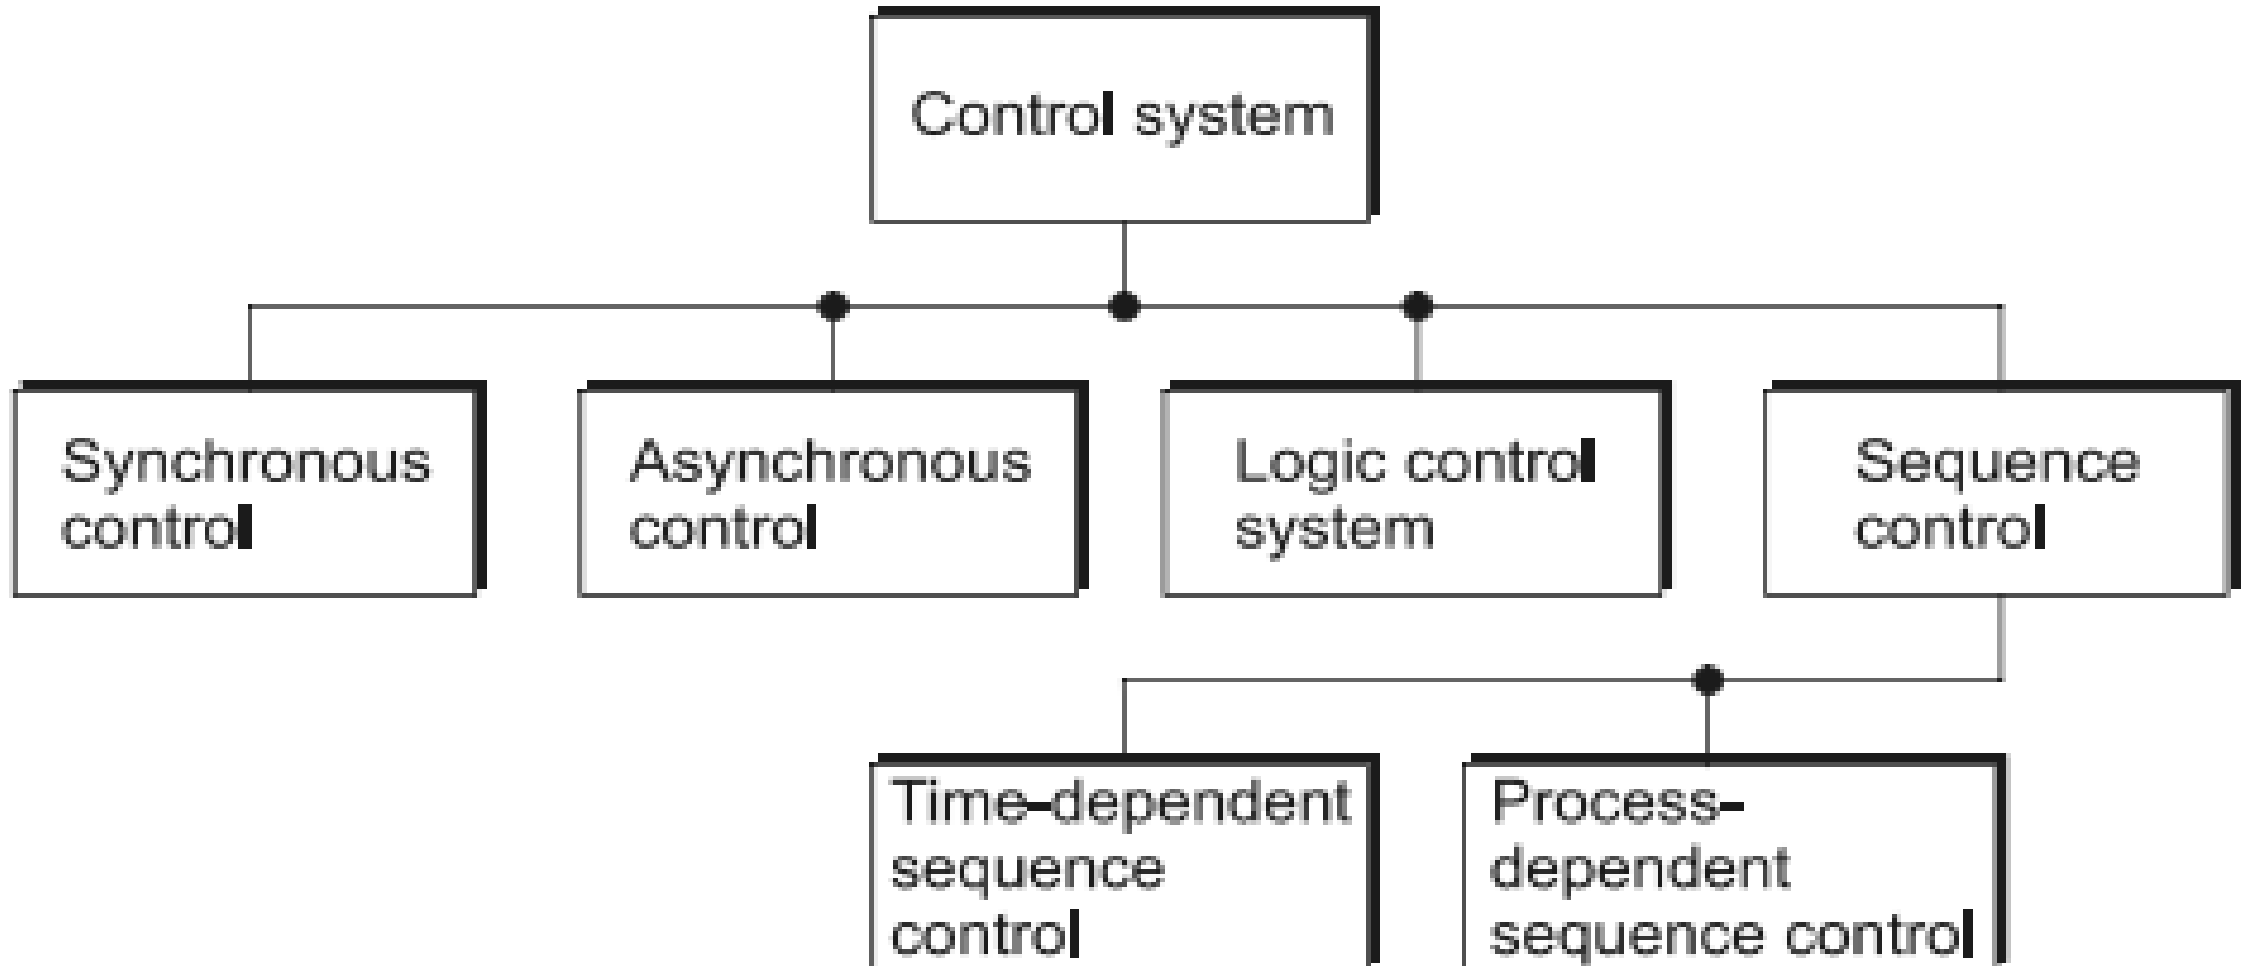 Control system
Synchronous
control
Asynchronous
control
Logic control
system
Sequence
control
Time-dependent
sequence
control
Process-
dependent
sequence control